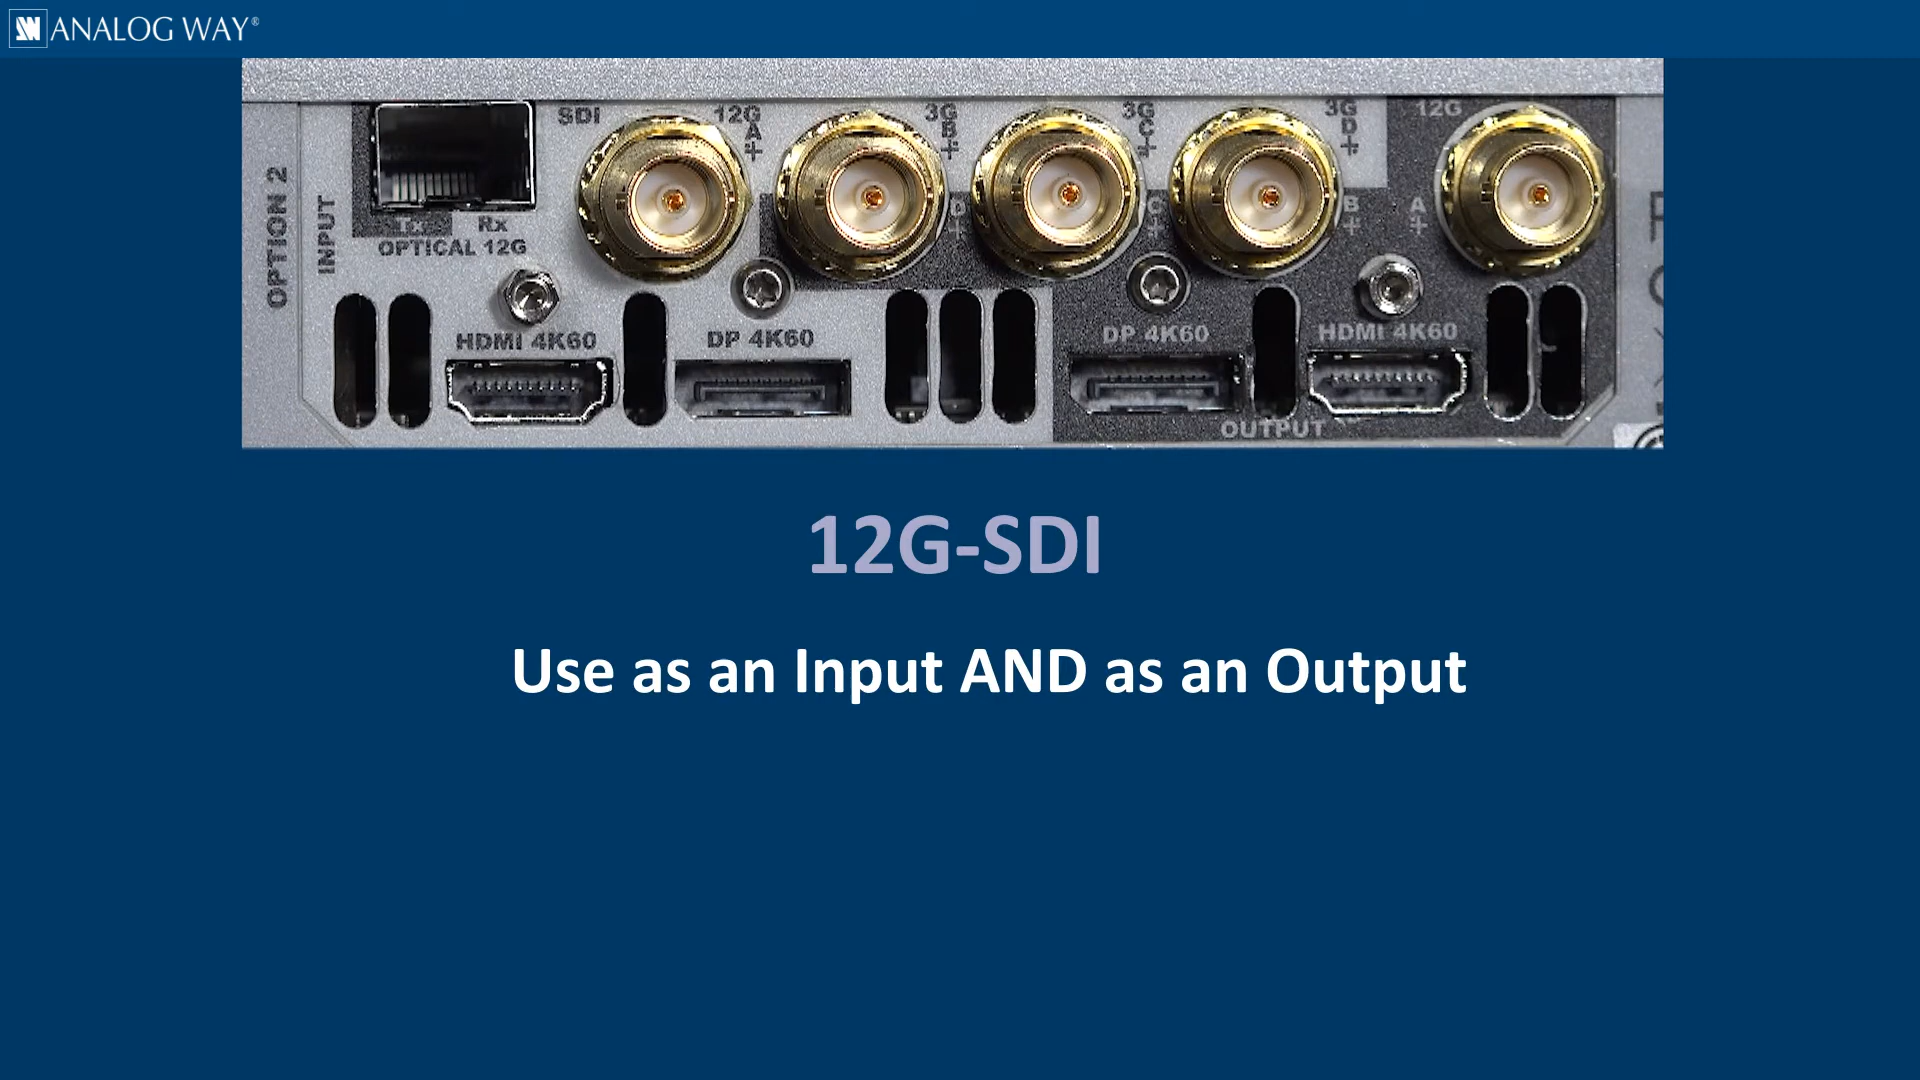 ANALOG WAY®
OPTION 2
INPUT
SDI
12G
A+
3G
B+
3G
C+
3G
D+
12G
D+
C+
B+
A+
Tx Rx
OPTICAL 12G
HDMI 4K60
DP 4K60
DP 4K60
HDMI 4K60
OUTPUT
12G-SDI
Use as an Input AND as an Output